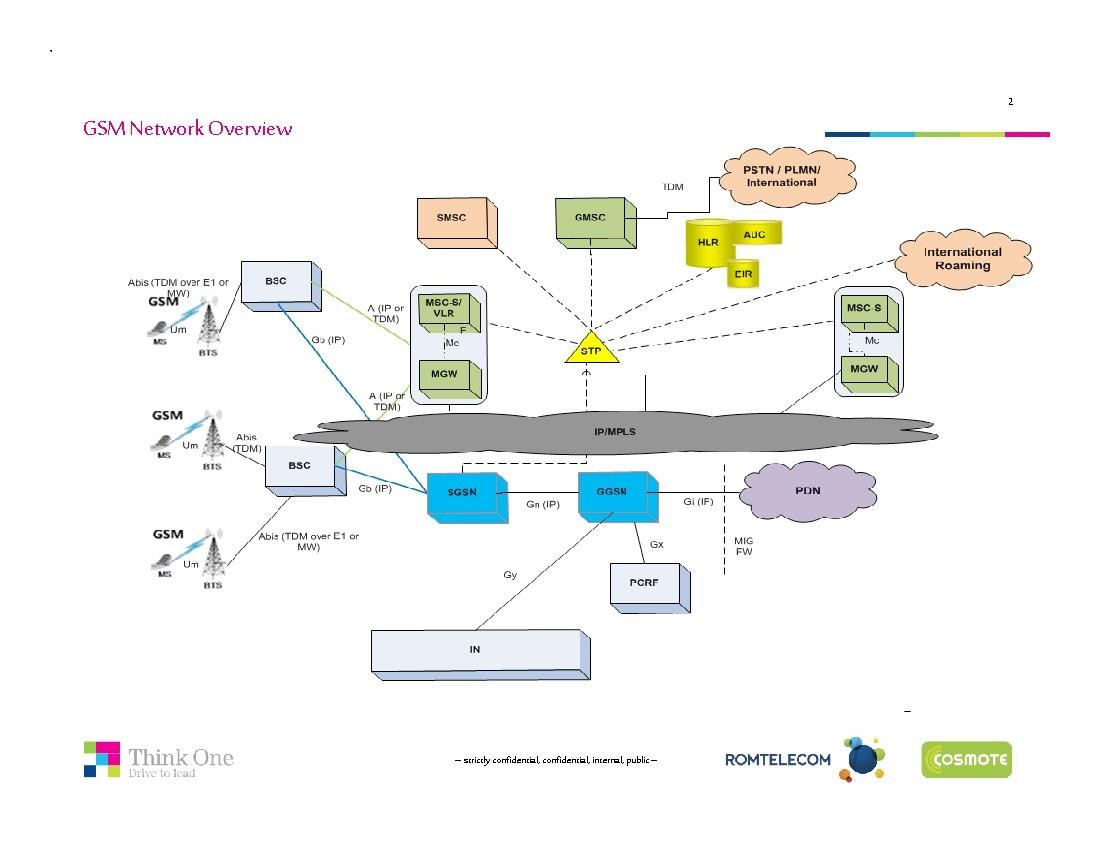 2
GSM Network Overview
PSTN / PLMN/
International
TDM
SMSC
GMSC
HLR
AUC
EIR
International
Roaming
Abis (TDM over E1 or
MW)
BSC
GSM
Um
MS
BTS
A (IP or
TDM)
Gb (IP)
MSC-S/
VLR
F
Mc
MGW
STP
MSC-S
Mc
MGW
A (IP or
TDM)
IP/MPLS
GSM
Um
MS
BTS
Abis
(TDM)
BSC
Gb (IP)
SGSN
Gn (IP)
GGSN
Gi (IP)
PDN
GSM
Um
MS
BTS
Abis (TDM over E1 or
MW)
Gx
MIG
FW
Gy
PCRF
IN
Think One
Drive to lead
– strictly confidential, confidential, internal, public –
ROMTELECOM
COSMOTE